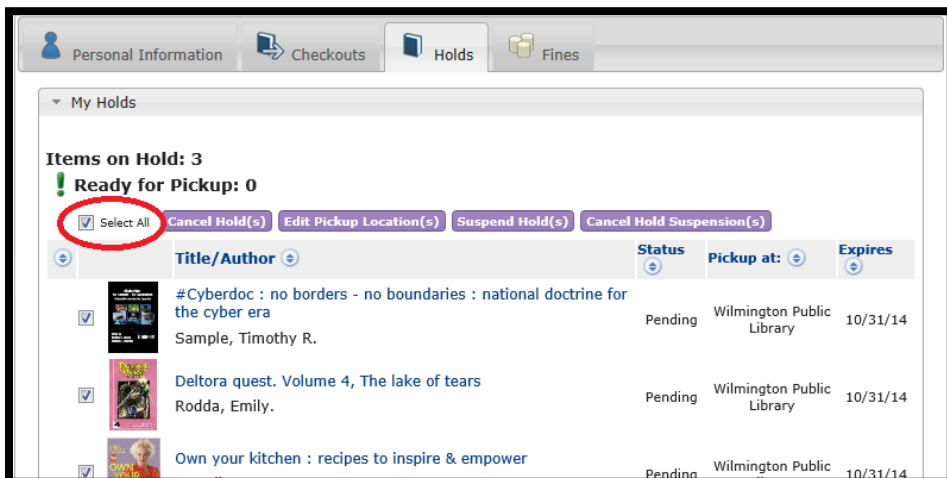 Personal Information Checkouts Holds Fines
My Holds
Items on Hold: 3
Ready for Pickup: 0
Select All Cancel Hold(s) Edit Pickup Location(s) Suspend Hold(s) Cancel Hold Suspension(s)
Title/Author Status Pickup at: Expires
#Cyberdoc : no borders - no boundaries : national doctrine for
the cyber era
Sample, Timothy R.
Pending Wilmington Public
Library 10/31/14
Deltora quest. Volume 4, The lake of tears
Rodda, Emily.
Pending Wilmington Public
Library 10/31/14
Own your kitchen : recipes to inspire & empower
Pending Wilmington Public
10/31/14
OWN
YOUR